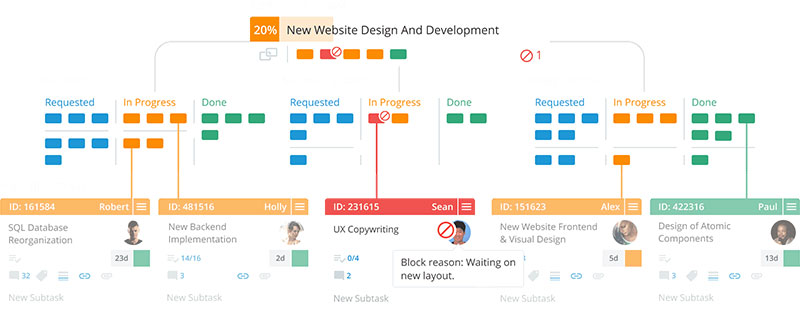 20% New Website Design And Development
1
Requested In Progress Done
Requested In Progress Done
Requested In Progress Done
ID: 161584 Robert
SQL Database
Reorganization
23d
32
New Subtask
ID: 481516 Holly
New Backend
Implementation
14/16
2d
3
New Subtask
ID: 231615 Sean
UX Copywriting
0/4
2
Block reason: Waiting on
new layout.
New Subtask
ID: 151623 Alex
New Website Frontend
& Visual Design
5d
3
New Subtask
ID: 422316 Paul
Design of Atomic
Components
13d
3
New Subtask